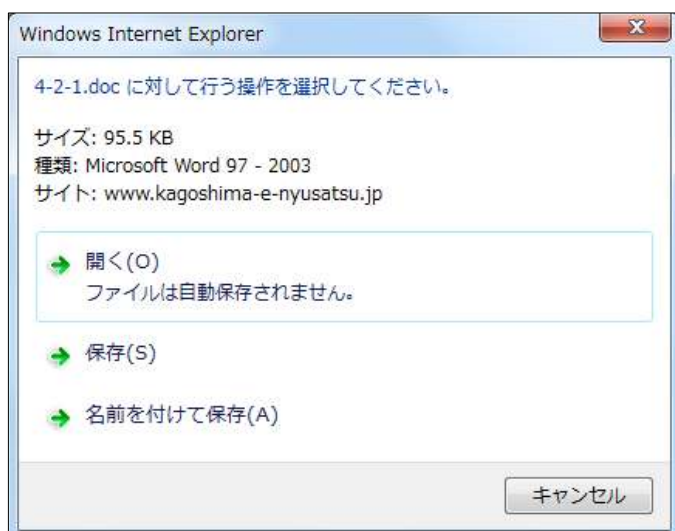 Windows Internet Explorer
4-2-1.doc に対して行う操作を選択してください。
サイズ: 95.5 KB
種類: Microsoft Word 97 - 2003
サイト: www.kagoshima-e-nyusatsu.jp
開く(O)
ファイルは自動保存されません。
保存(S)
名前を付けて保存(A)
キャンセル